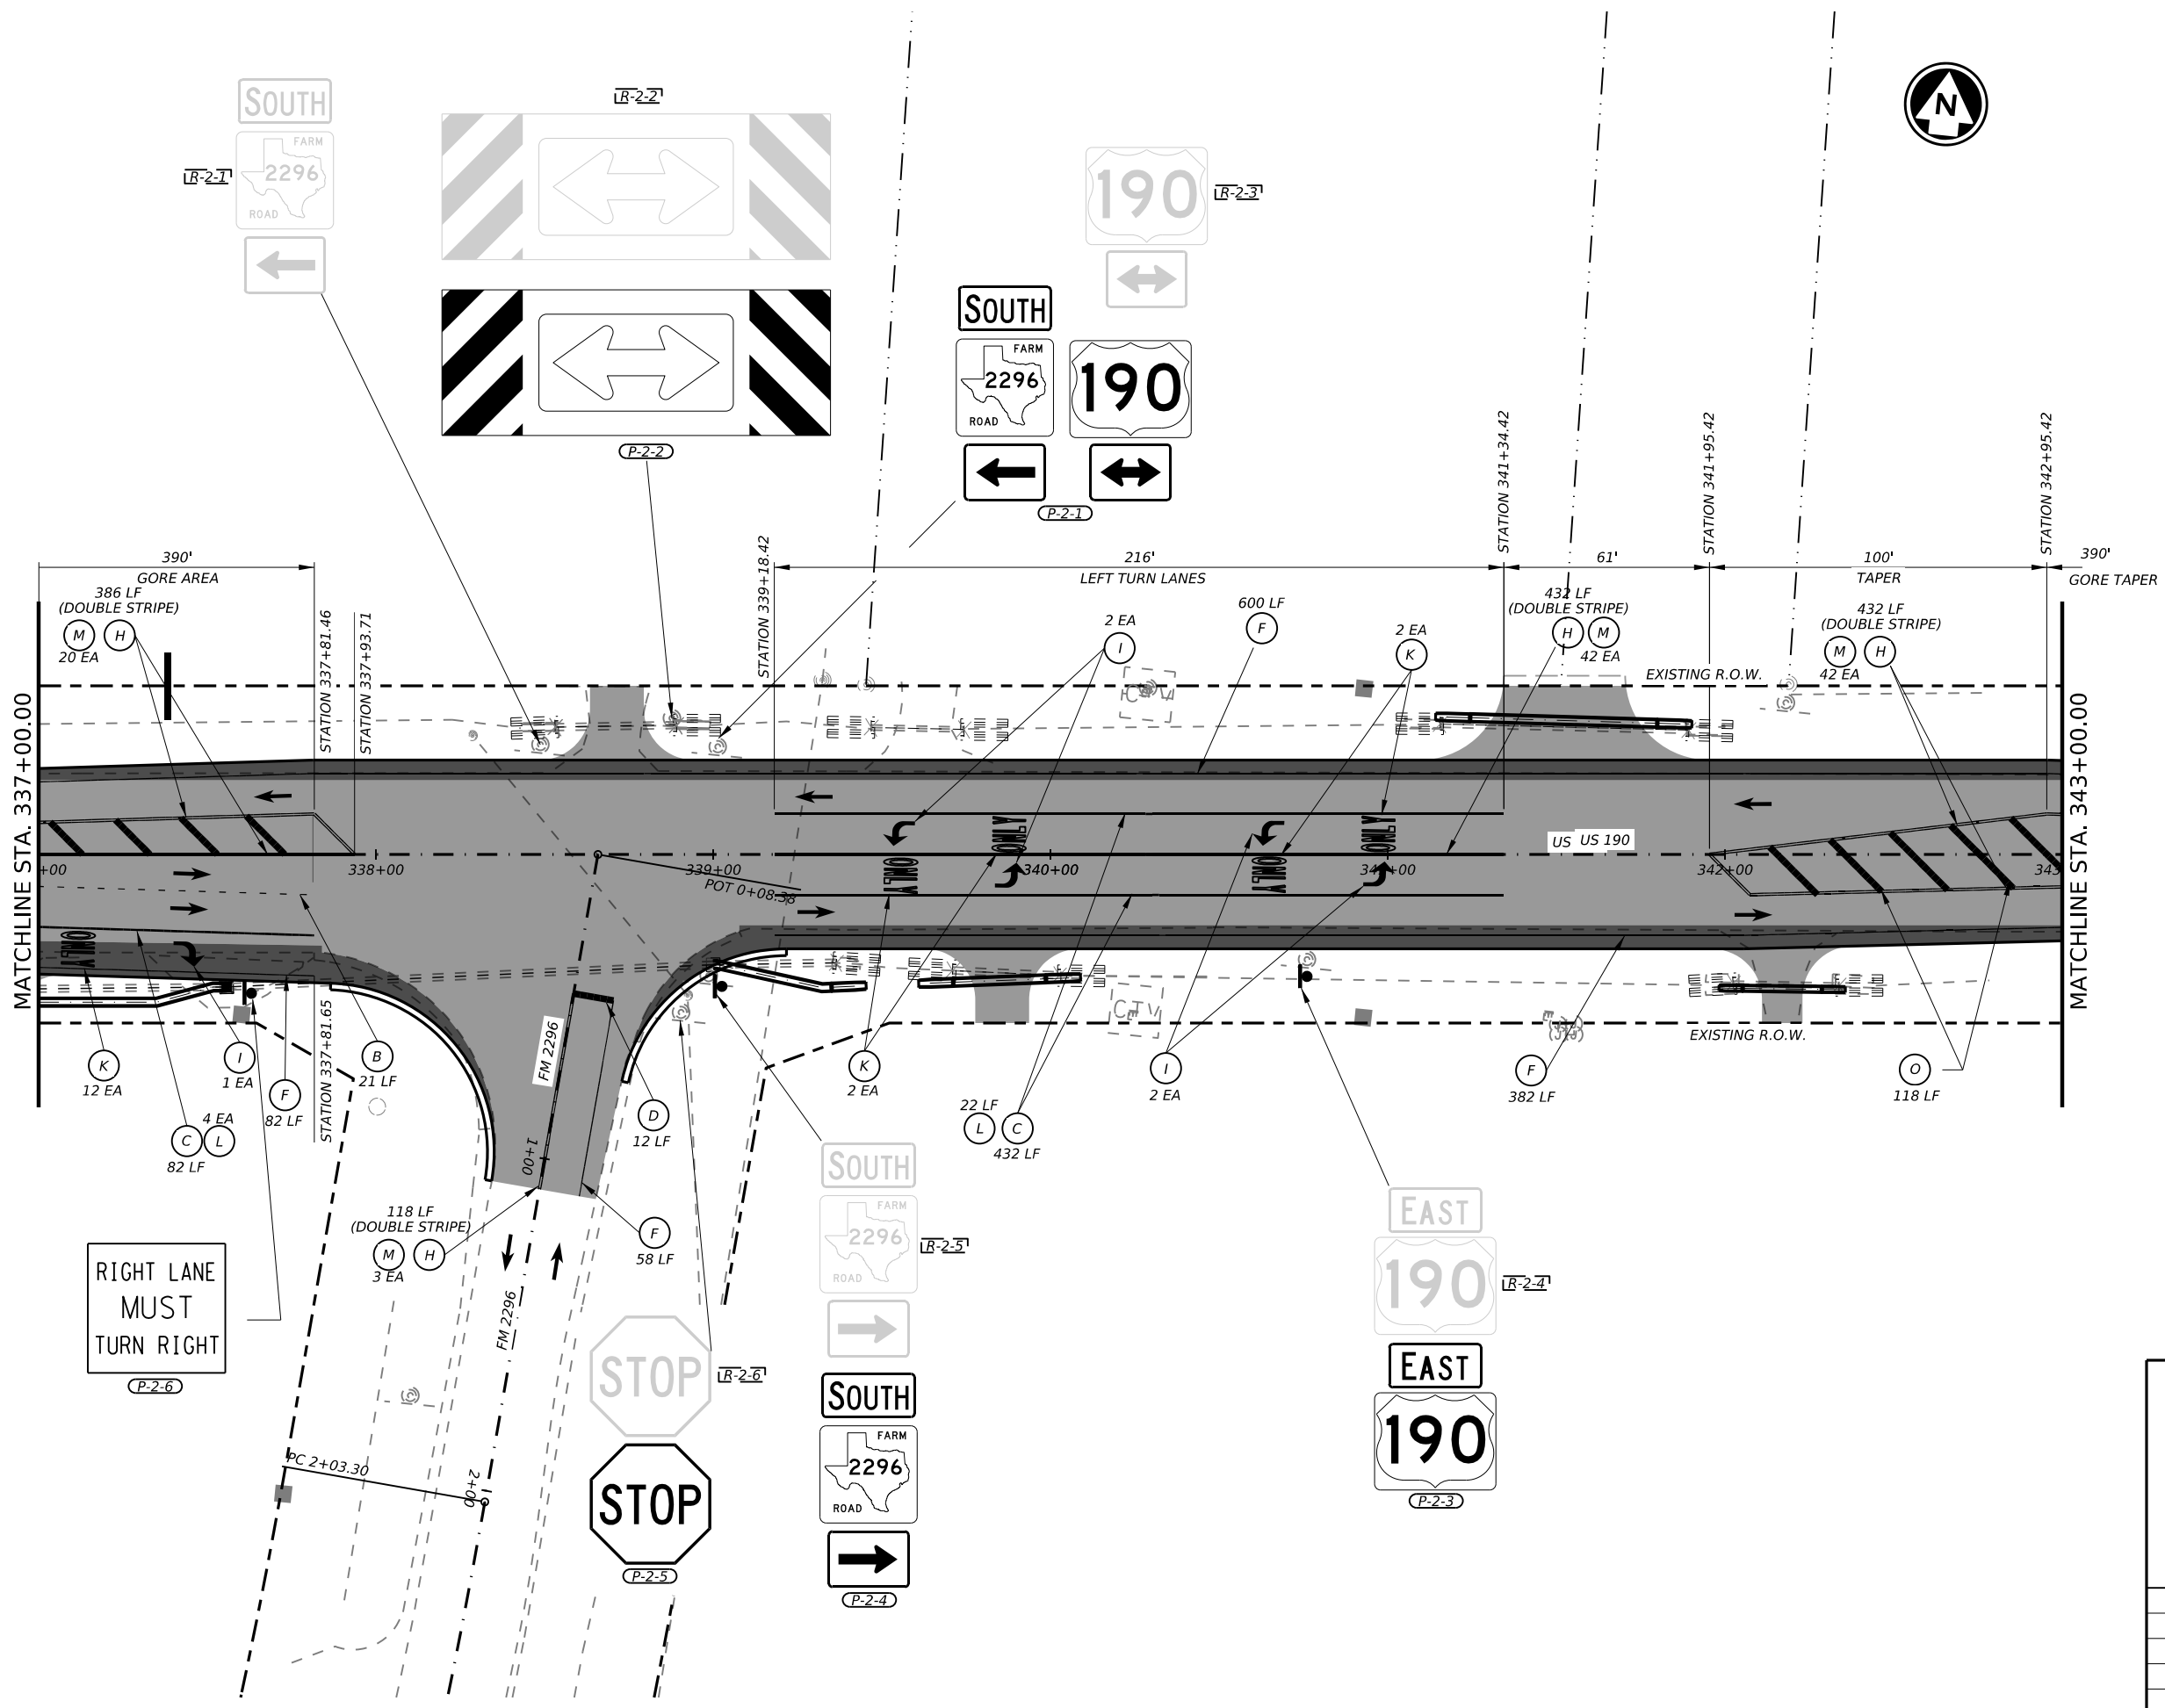 SOUTH
FARM
2296
ROAD
R-2-1
R-2-2
P-2-2
190
R-2-3
N
SOUTH
FARM
2296
ROAD
190
P-2-1
390'
GORE AREA
386 LF
(DOUBLE STRIPE)
M
H
20 EA
STATION 337+81.46
STATION 337+93.71
STATION 339+18.42
216'
LEFT TURN LANES
STATION 341+34.42
61'
STATION 341+95.42
100'
TAPER
STATION 342+95.42
390'
GORE TAPER
2 EA
I
600 LF
F
2 EA
K
432 LF
(DOUBLE STRIPE)
H
M
42 EA
432 LF
(DOUBLE STRIPE)
M
H
42 EA
EXISTING R.O.W.
MATCHLINE STA. 337+00.00
MATCHLINE STA. 343+00.00
ONLY
ONLY
ONLY
ONLY
ONLY
US
US 190
+00
338+00
339+00
340+00
342+00
343
POT 0+08.38
EXISTING R.O.W.
FM 2296
K
12 EA
I
1 EA
F
82 LF
STATION 337+81.65
B
21 LF
4 EA
C
L
82 LF
D
12 LF
K
2 EA
22 LF
L
C
432 LF
I
2 EA
F
382 LF
O
118 LF
1+00
118 LF
(DOUBLE STRIPE)
M
H
3 EA
F
58 LF
FM 2296
RIGHT LANE
MUST
TURN RIGHT
P-2-6
SOUTH
FARM
2296
ROAD
R-2-5
EAST
190
R-2-4
EAST
190
P-2-3
STOP
R-2-6
STOP
P-2-5
SOUTH
FARM
2296
ROAD
P-2-4
PC 2+03.30
2+00